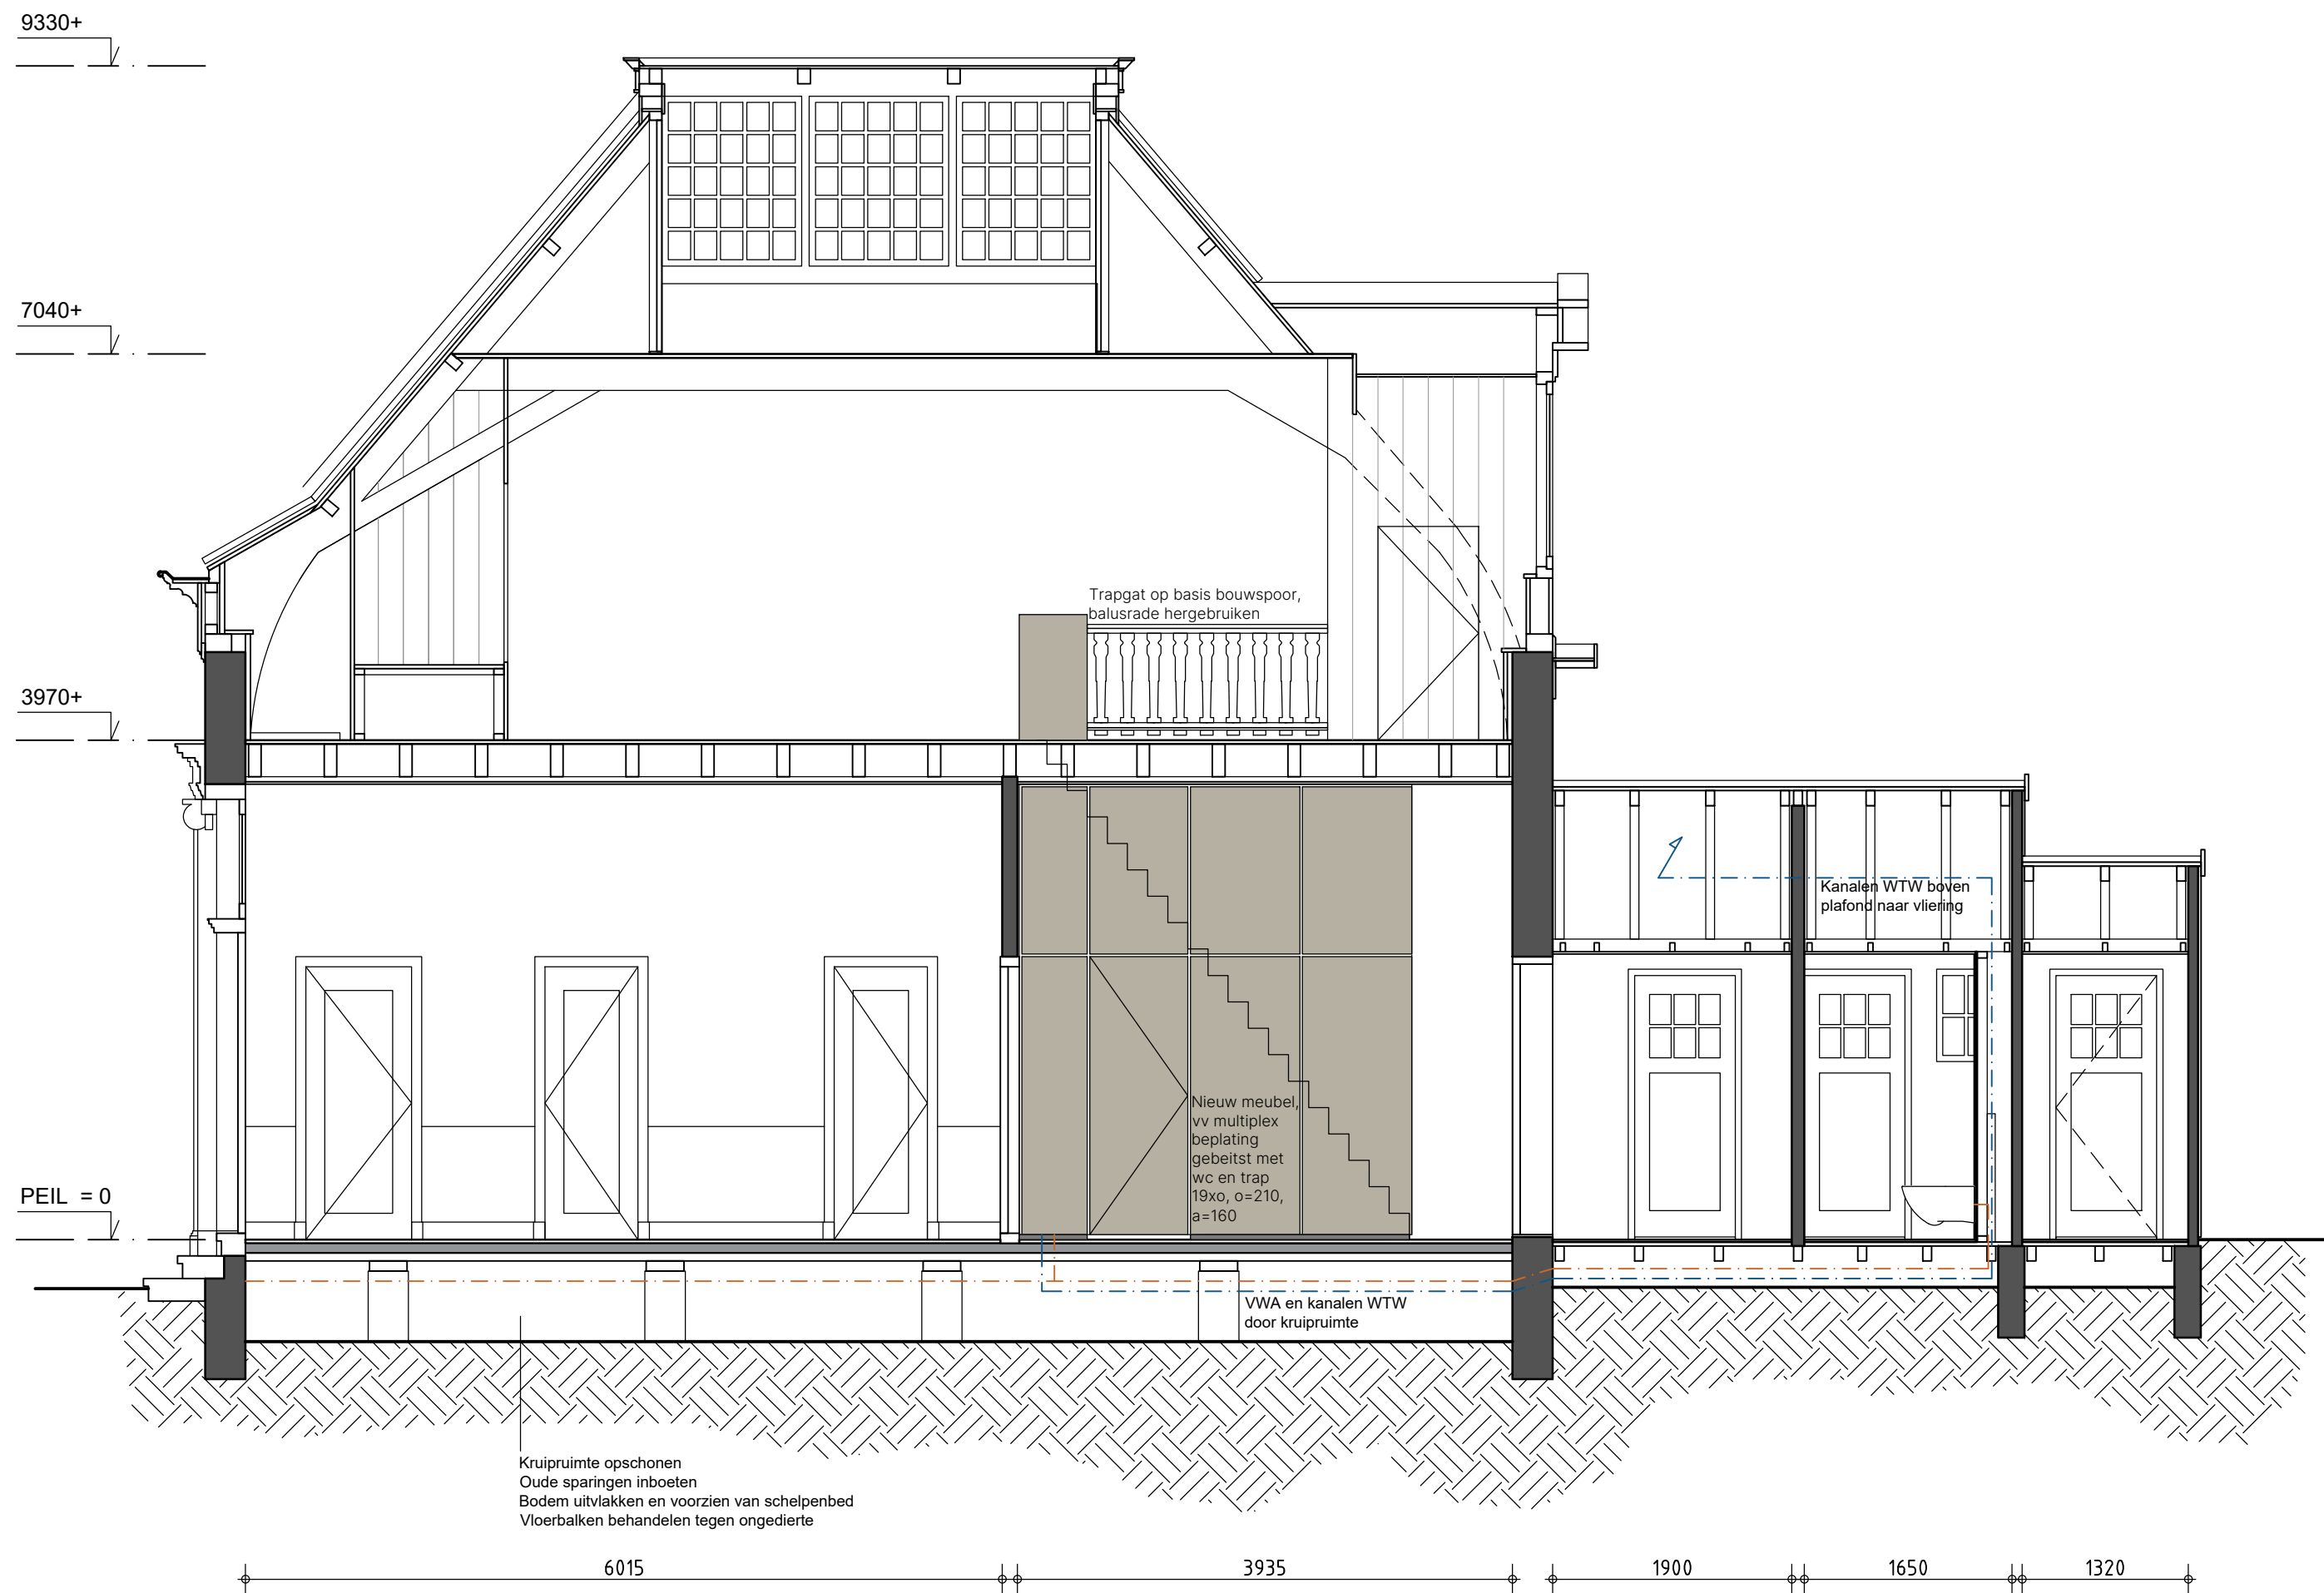 9330+
7040+
Trapgat op basis bouwspoor,
balusrade hergebruiken
3970+
Kanalen WTW boven
plafond naar vliering
Nieuw meubel,
vv multiplex
beplating
gebeitst met
wc en trap
19xo, o=210,
a=160
PEIL = 0
VWA en kanalen WTW
door kruipruimte
Kruipruimte opschonen
Oude sparingen inboeten
Bodem uitvlakken en voorzien van schelpenbed
Vloerbalken behandelen tegen ongedierte
6015
3935
1900
1650
1320